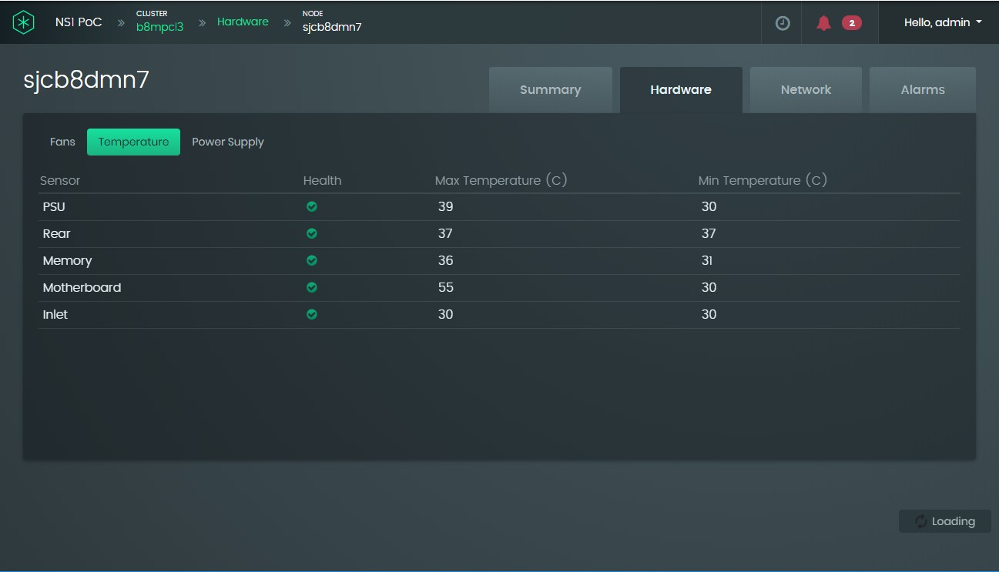 NS1 PoC » CLUSTER b8mpcl3 » Hardware » NODE sjcb8dmn7 2 Hello, admin
sjcb8dmn7
Summary Hardware Network Alarms
Fans Temperature Power Supply
Sensor Health Max Temperature (C) Min Temperature (C)
PSU 39 30
Rear 37 37
Memory 36 31
Motherboard 55 30
Inlet 30 30
Loading